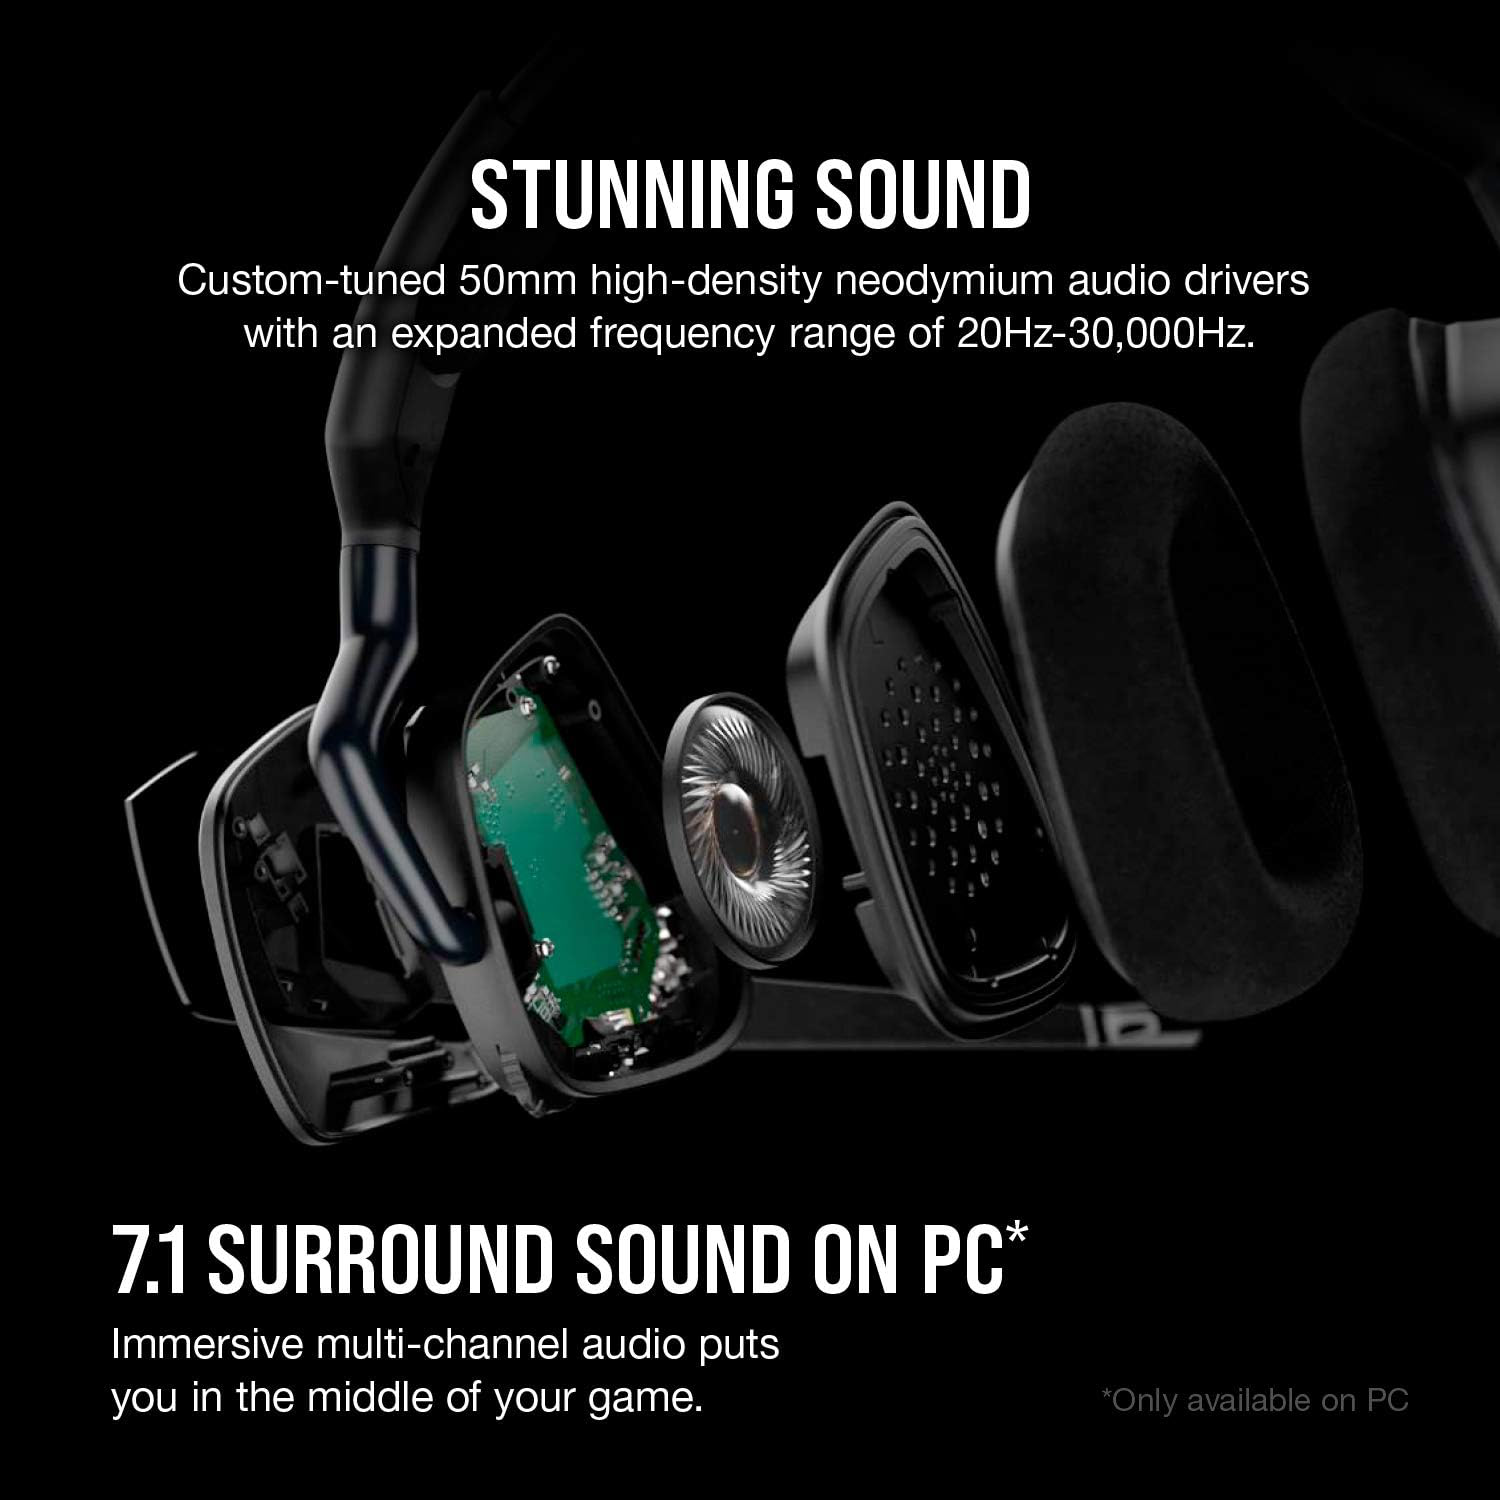 STUNNING SOUND
Custom-tuned 50mm high-density neodymium audio drivers
with an expanded frequency range of 20Hz-30,000Hz.
L
7.1 SURROUND SOUND ON PC*
Immersive multi-channel audio puts
you in the middle of your game.
*Only available on PC